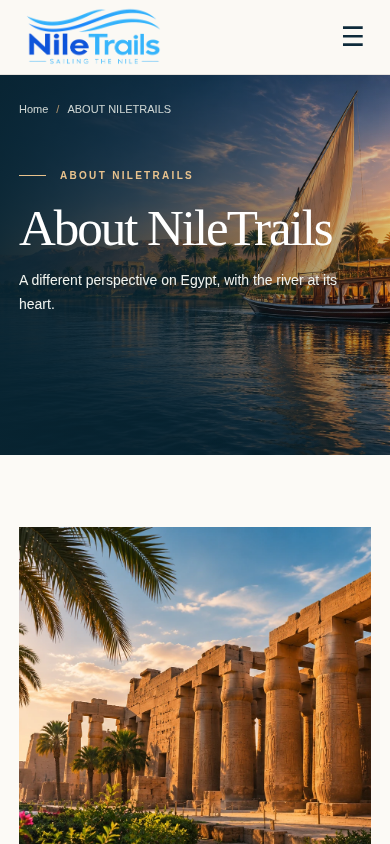 NileTrails
SAILING THE NILE
☰
Home / ABOUT NILETRAILS
ABOUT NILETRAILS
About NileTrails
A different perspective on Egypt, with the river at its
heart.